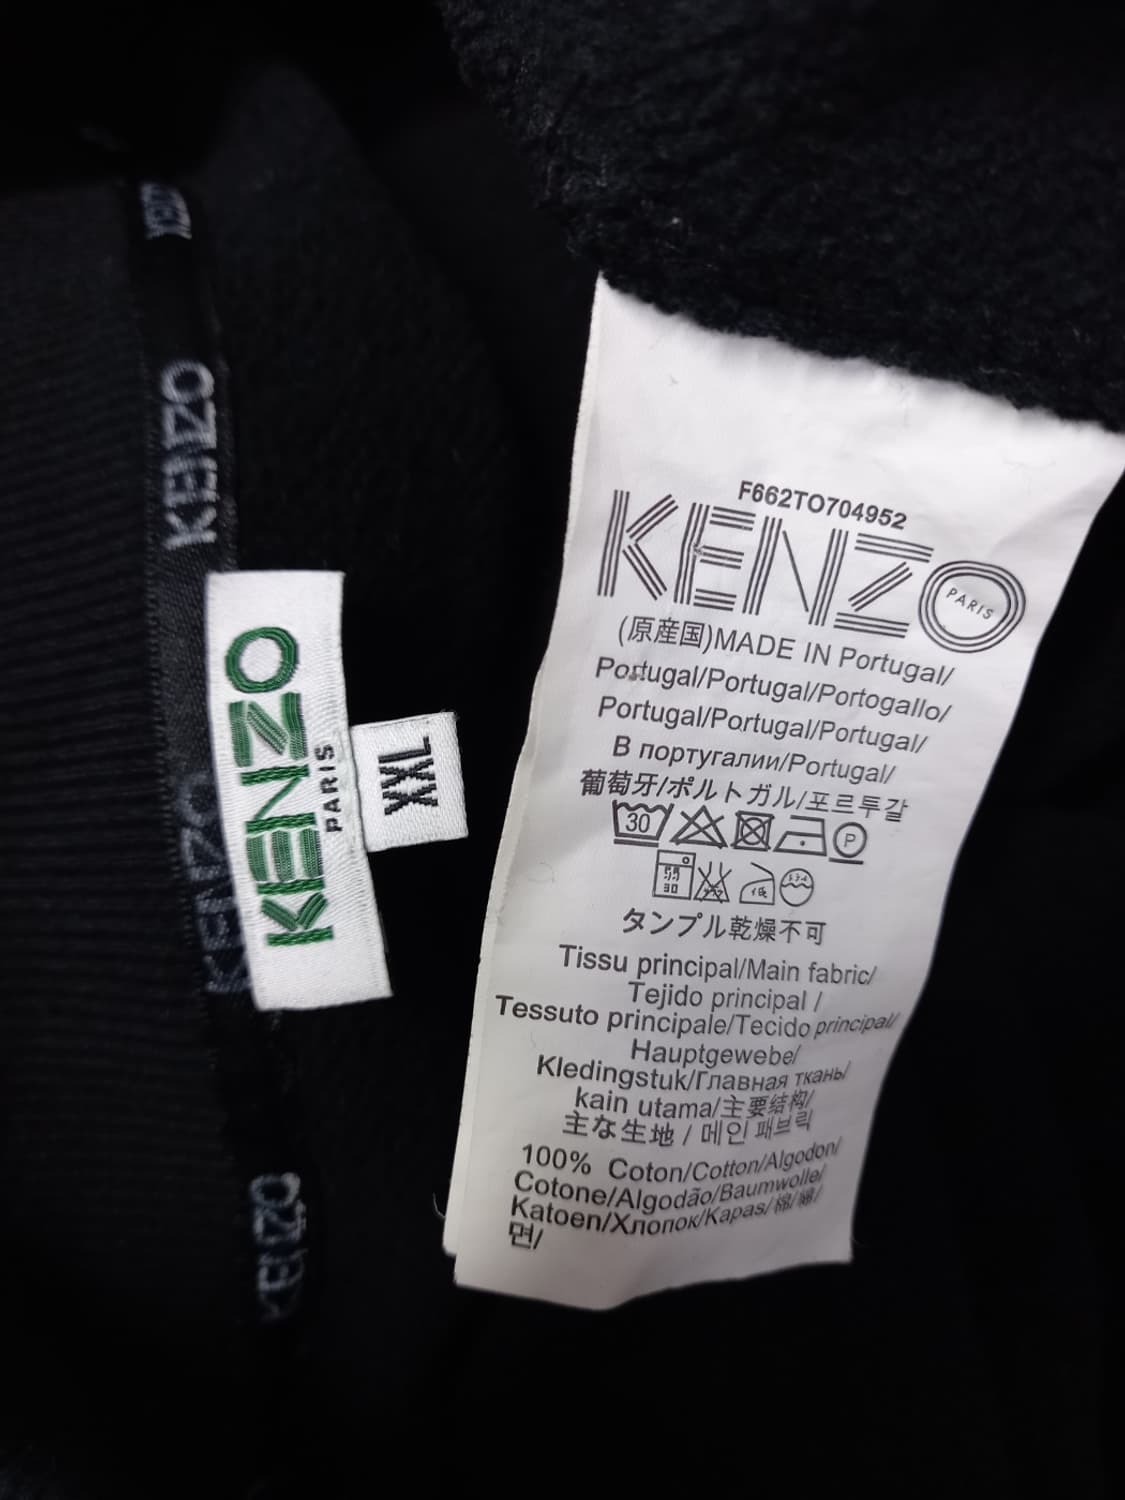 KENZO
KENZO
KENZO
PARIS
XXL
KENZO
KENZO
F662TO704952
KENZO
PARIS
(原産国)MADE IN Portugal/
Portugal/Portugal/Portogallo/
Portugal/Portugal/Portugal/
В португалии/Portugal/
葡萄牙/ポルトガル/포르투갈
30
P
30
タンブル乾燥不可
Tissu principal/Main fabric/
Tejido principal /
Tessuto principale/Tecido principal/
Hauptgewebe/
Kledingstuk/Главная ткань/
kain utama/主要结构/
主な生地 / 메인 패브릭
100% Coton/Cotton/Algodon/
Cotone/Algodão/Baumwolle/
Katoen/Хлопок/Kapas/棉/綿/
면/